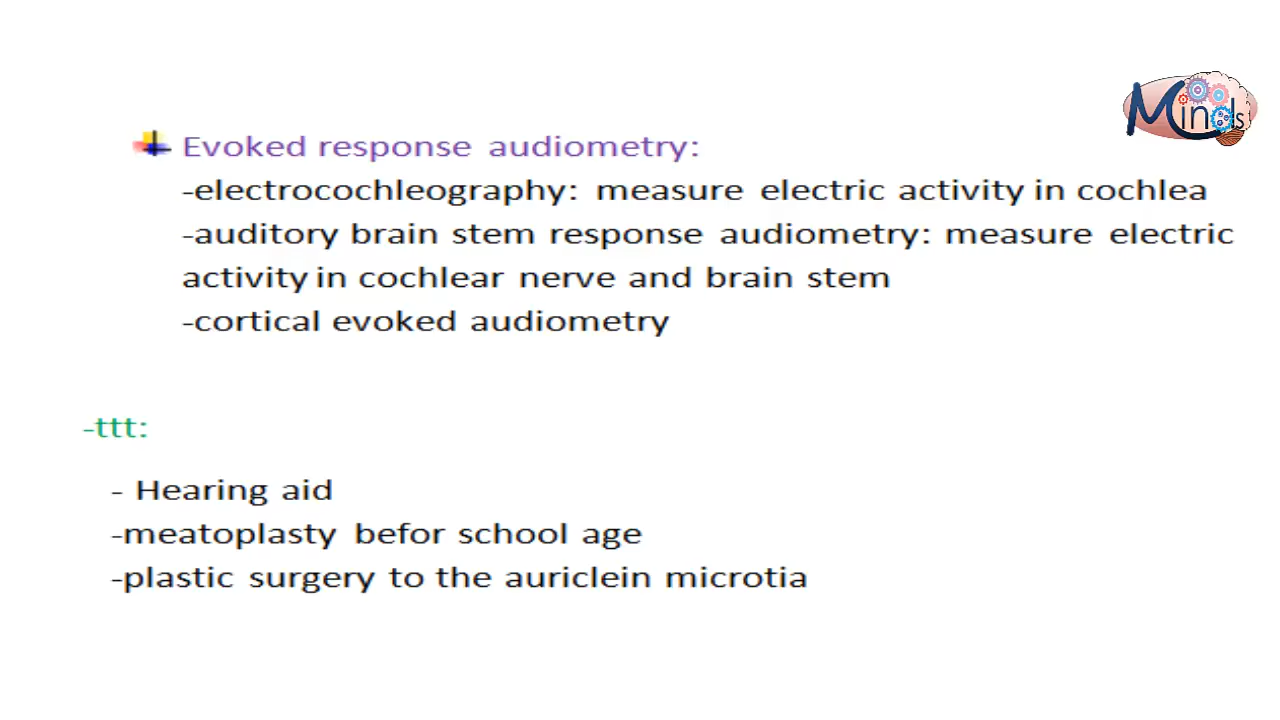 Minds
Evoked response audiometry:
-electrocochleography: measure electric activity in cochlea
-auditory brain stem response audiometry: measure electric
activity in cochlear nerve and brain stem
-cortical evoked audiometry
-ttt:
- Hearing aid
-meatoplasty befor school age
-plastic surgery to the auriclein microtia